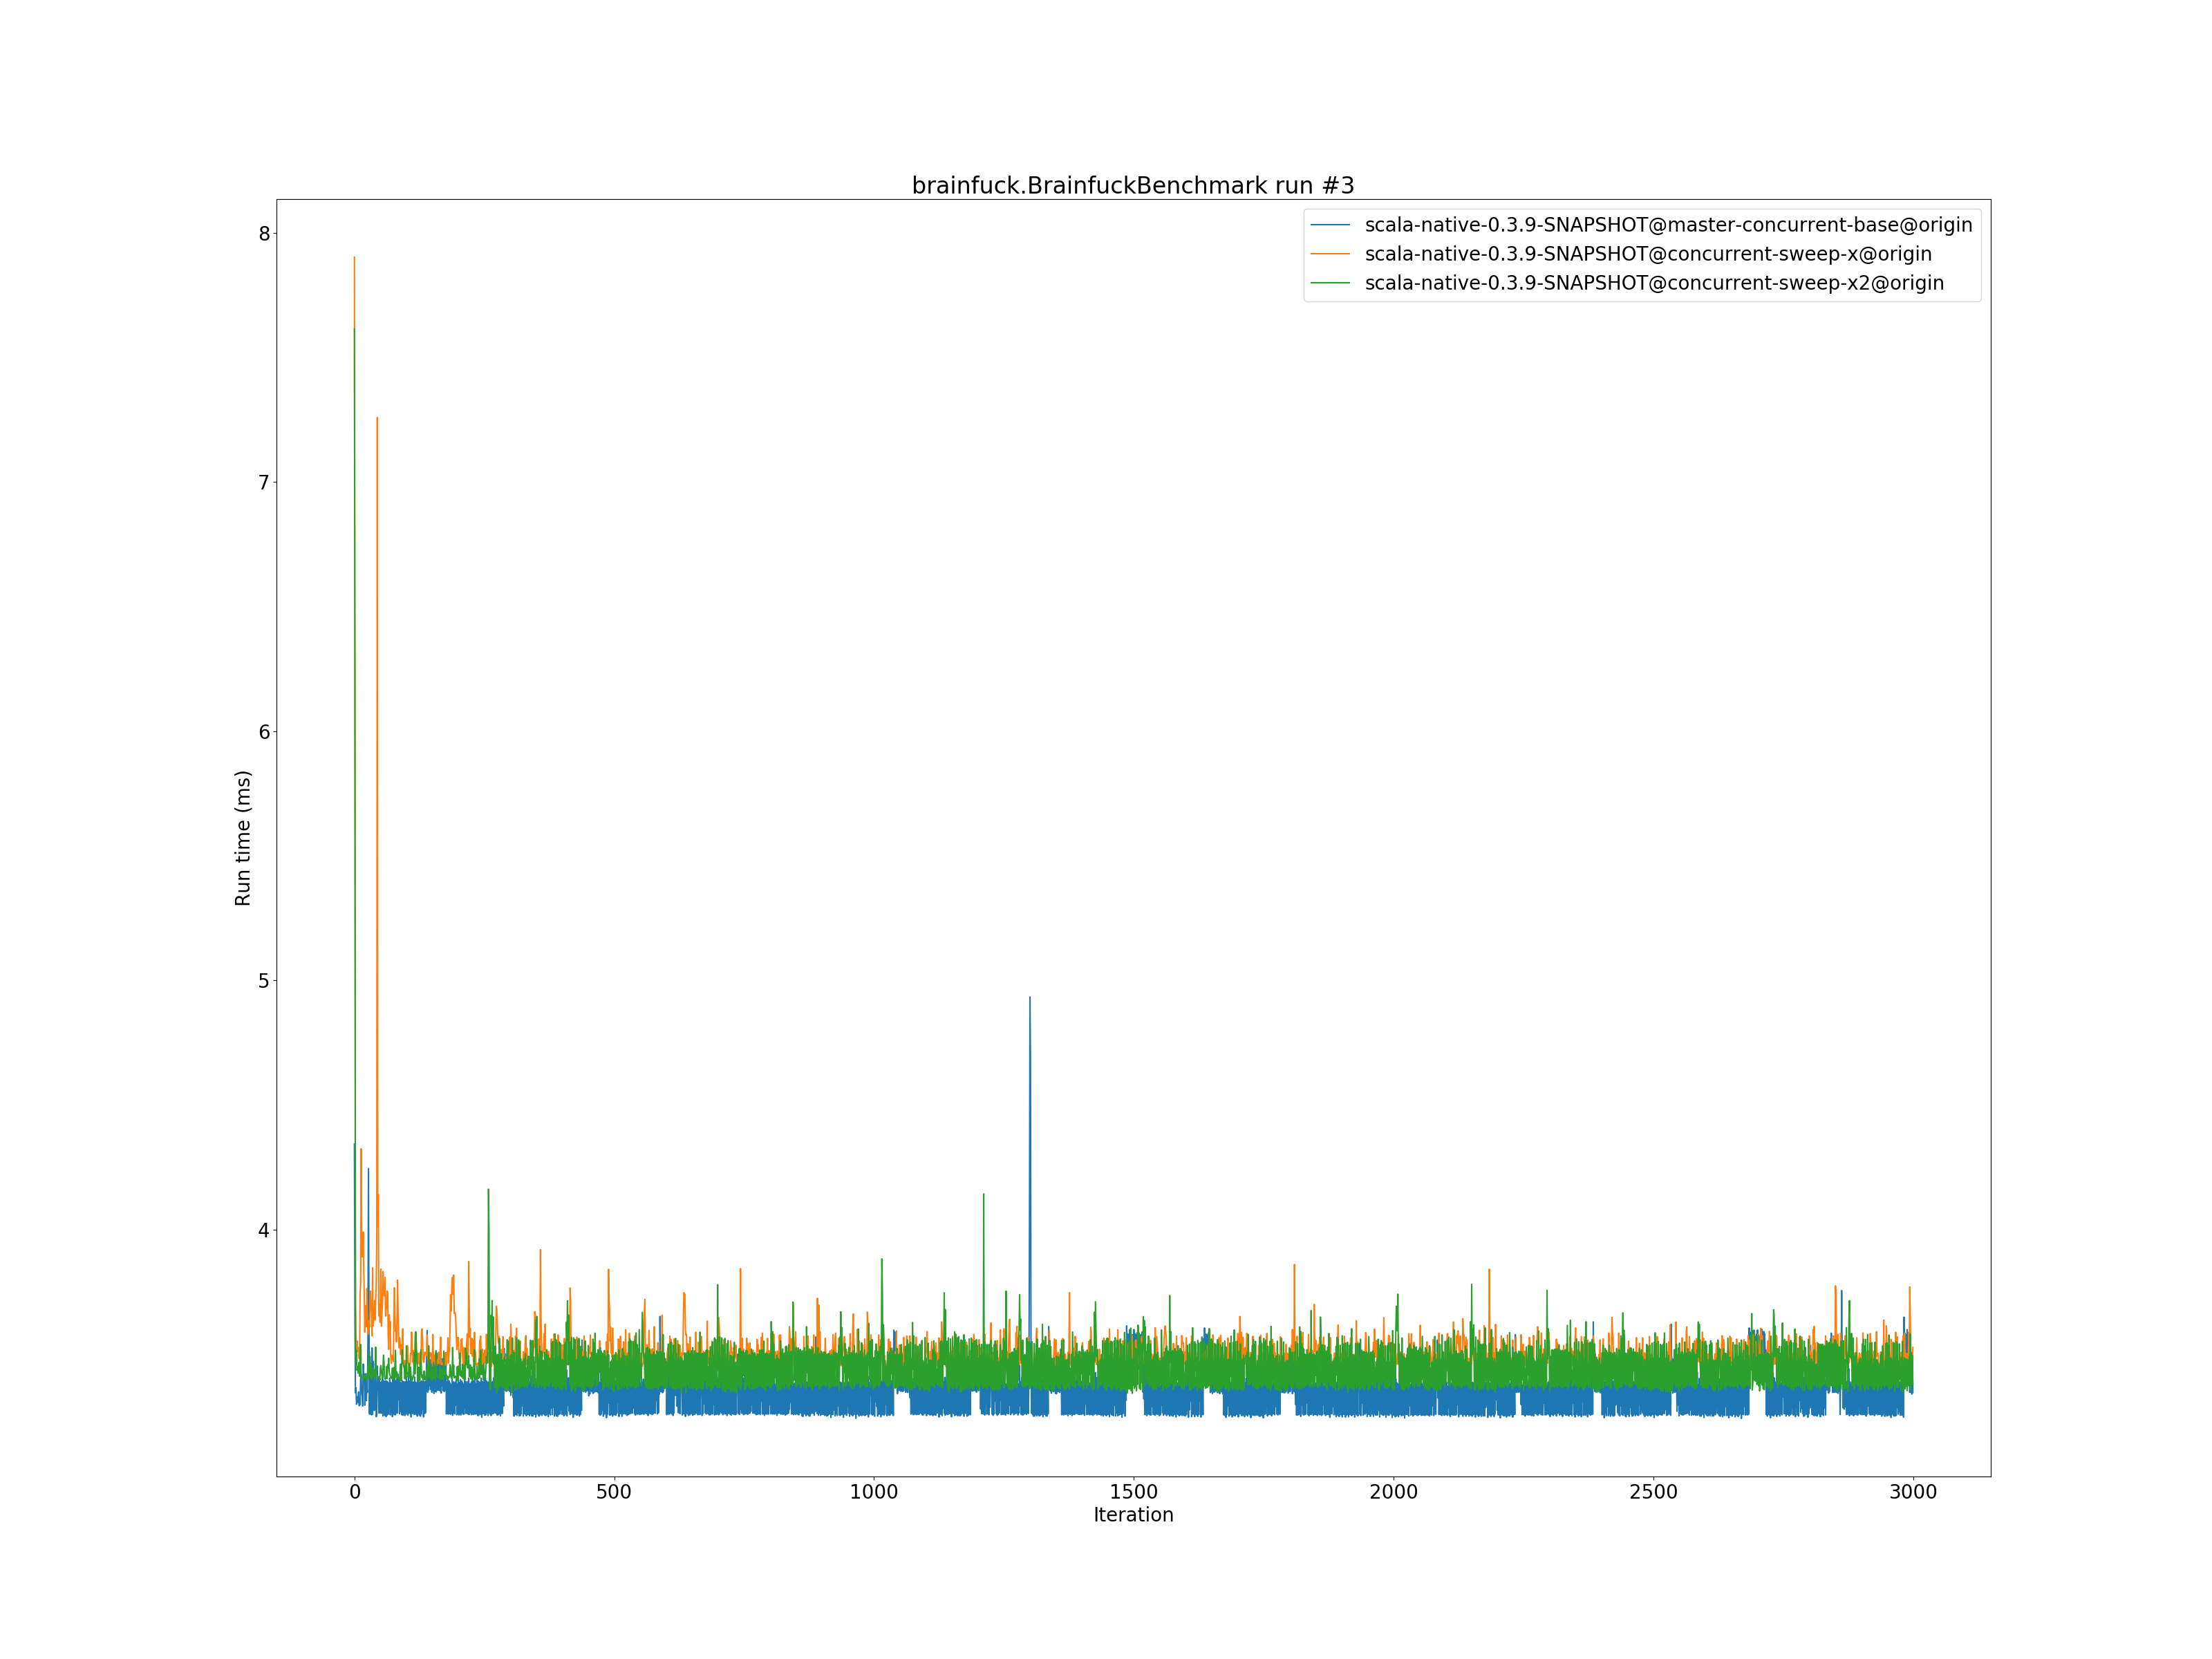 brainfuck.BrainfuckBenchmark run #3
scala-native-0.3.9-SNAPSHOT@master-concurrent-base@origin
scala-native-0.3.9-SNAPSHOT@concurrent-sweep-x@origin
scala-native-0.3.9-SNAPSHOT@concurrent-sweep-x2@origin
8
7
6
5
4
Run time (ms)
0 500 1000 1500 2000 2500 3000
Iteration